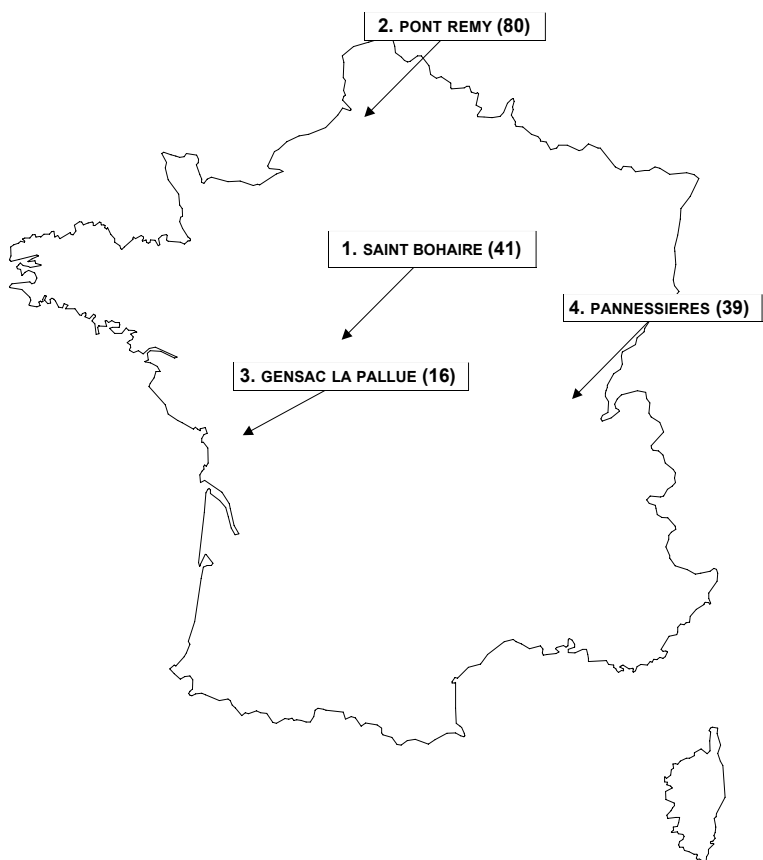 2. PONT REMY (80)
1. SAINT BOHAIRE (41)
4. PANNESSIERES (39)
3. GENSAC LA PALLUE (16)